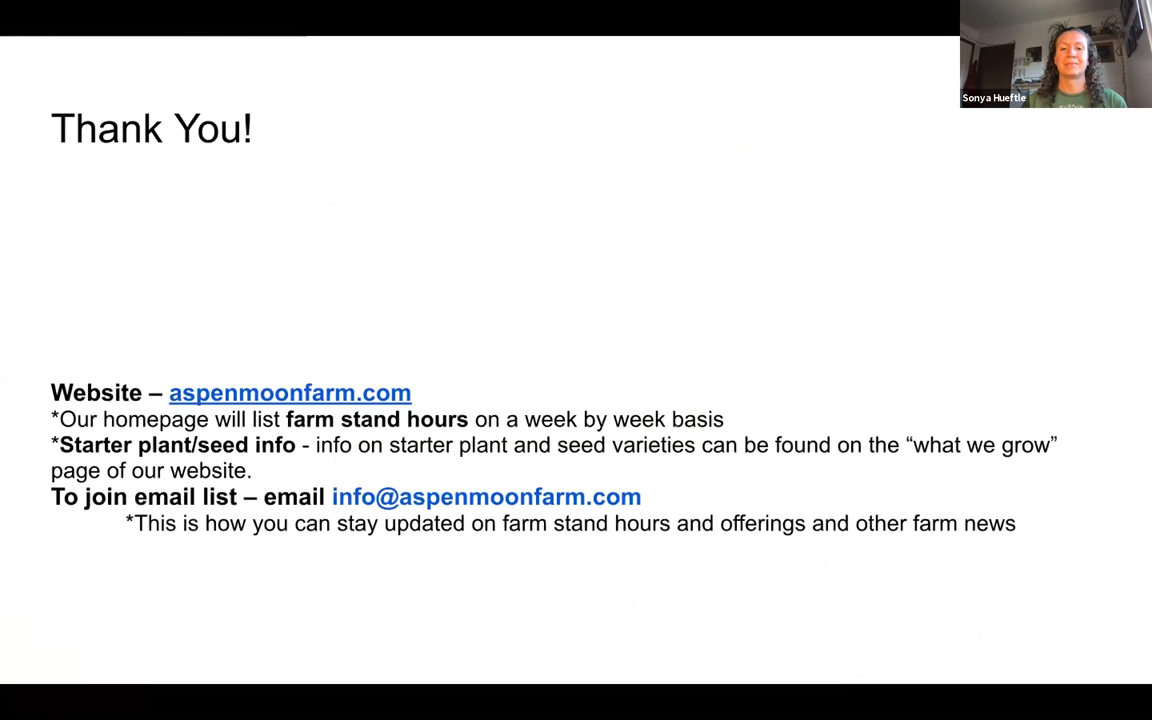 Sonya Hueftle
Thank You!
Website – aspenmoonfarm.com
*Our homepage will list farm stand hours on a week by week basis
*Starter plant/seed info - info on starter plant and seed varieties can be found on the “what we grow”
page of our website.
To join email list – email info@aspenmoonfarm.com
*This is how you can stay updated on farm stand hours and offerings and other farm news